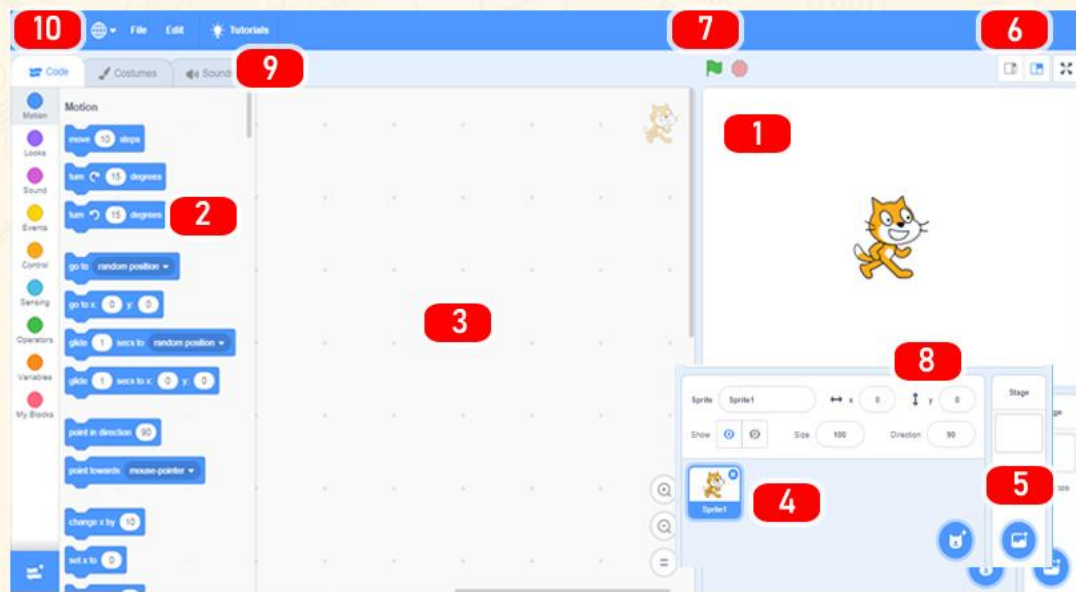 10
File Edit Tutorials
7
6
Code Costumes Sounds
9
Motion
Motion
Looks
Sound
Events
Control
Sensing
Operators
Variables
My Blocks
move 10 steps
turn 15 degrees
turn 15 degrees
2
go to random position
go to x: 0 y: 0
glide 1 secs to random position
glide 1 secs to x: 0 y: 0
point in direction 90
point towards mouse-pointer
change x by 10
set x to 0
3
1
8
Sprite Sprite1 x 0 y 0
Show Size 100 Direction 90
Sprite1
4
Stage
5